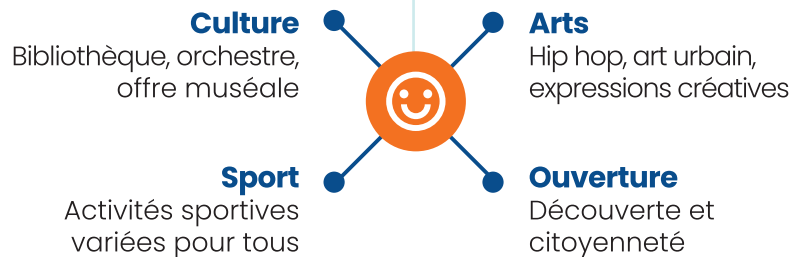 Culture
Bibliothèque, orchestre,
offre muséale
Arts
Hip hop, art urbain,
expressions créatives
Sport
Activités sportives
variées pour tous
Ouverture
Découverte et
citoyenneté